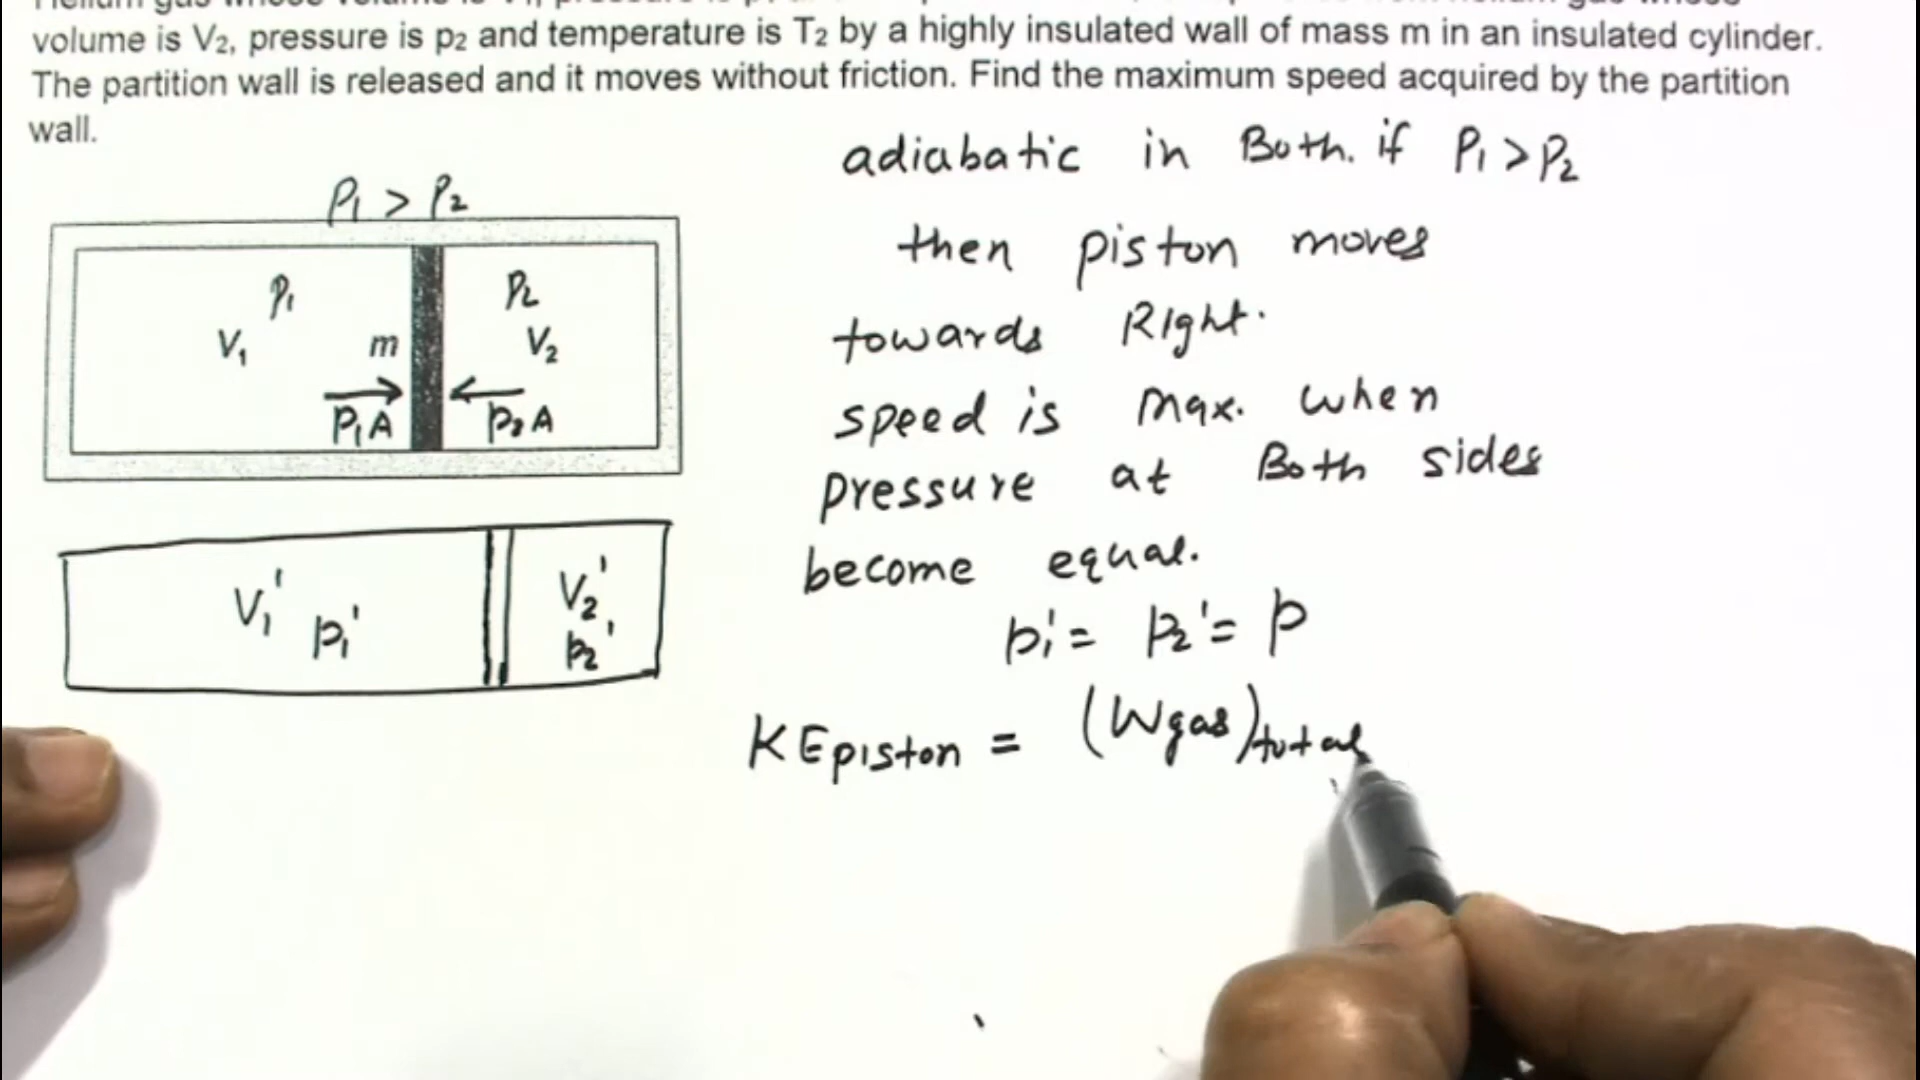 volume is V₂, pressure is p₂ and temperature is T₂ by a highly insulated wall of mass m in an insulated cylinder.
The partition wall is released and it moves without friction. Find the maximum speed acquired by the partition
wall.
P₁ > P₂
P₁
V₁
m
P₁A
P₂
V₂
P₂A
V₁' p₁'
V₂'
p₂'
adiabatic in Both. if P₁ > P₂
then piston moves
towards Right.
speed is max. when
pressure at Both sides
become equal.
p₁' = p₂' = p
KEpiston = (Wgas)total